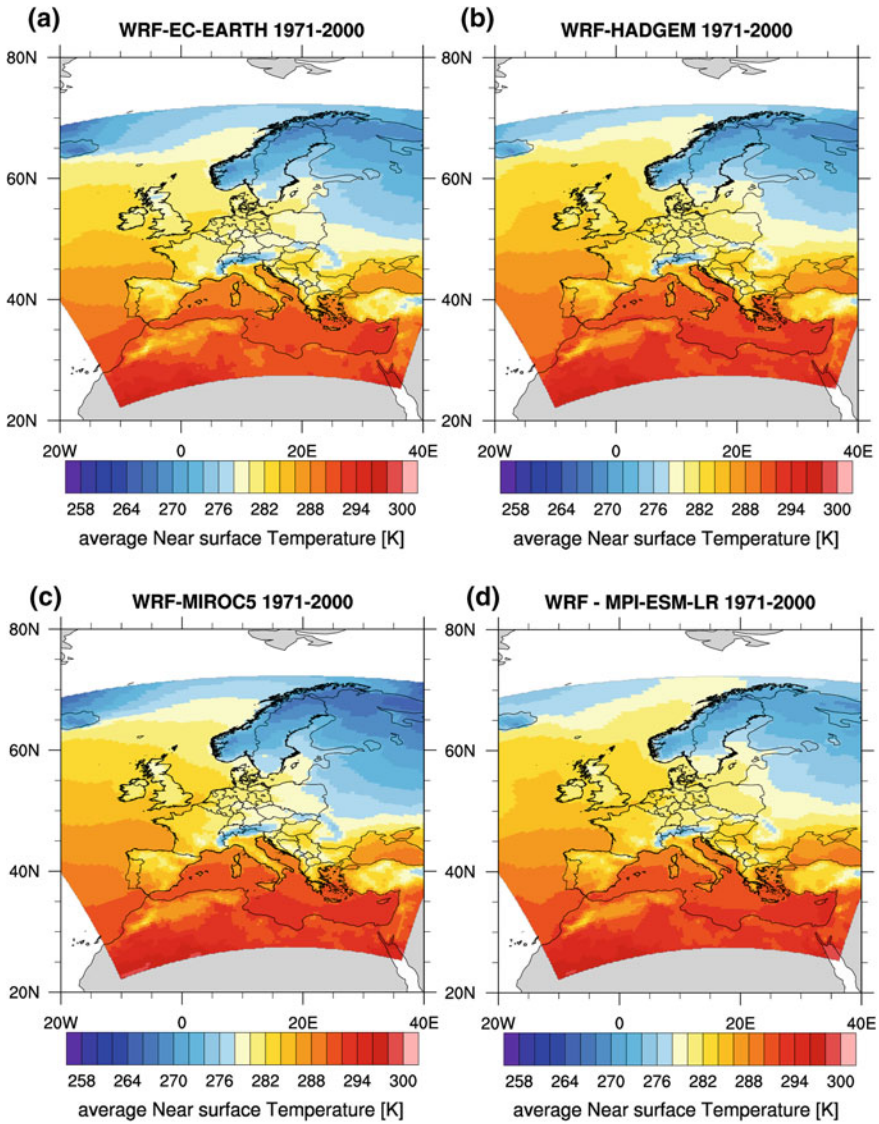 (a) WRF-EC-EARTH 1971-2000
80N
60N
40N
20N
20W 0 20E 40E
258 264 270 276 282 288 294 300
average Near surface Temperature [K]
(b) WRF-HADGEM 1971-2000
80N
60N
40N
20N
20W 0 20E 40E
258 264 270 276 282 288 294 300
average Near surface Temperature [K]
(c) WRF-MIROC5 1971-2000
80N
60N
40N
20N
20W 0 20E 40E
258 264 270 276 282 288 294 300
average Near surface Temperature [K]
(d) WRF - MPI-ESM-LR 1971-2000
80N
60N
40N
20N
20W 0 20E 40E
258 264 270 276 282 288 294 300
average Near surface Temperature [K]